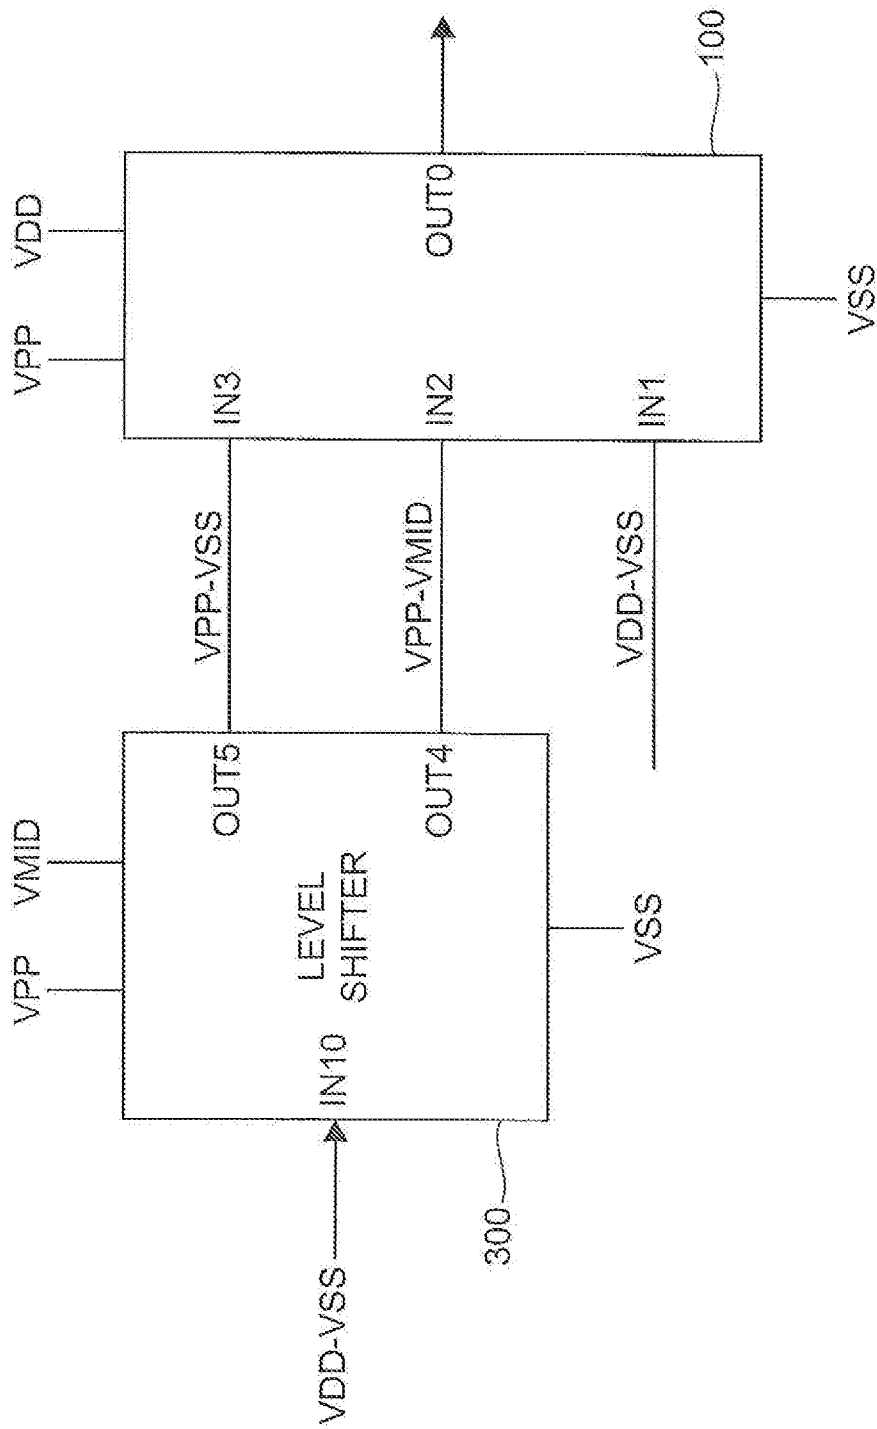 VPP
VMID
VPP
VDD
VPP-VSS
OUT5
IN3
VDD-VSS
IN10
LEVEL
SHIFTER
VPP-VMID
OUT4
IN2
OUT0
300
VDD-VSS
IN1
VSS
100
VSS